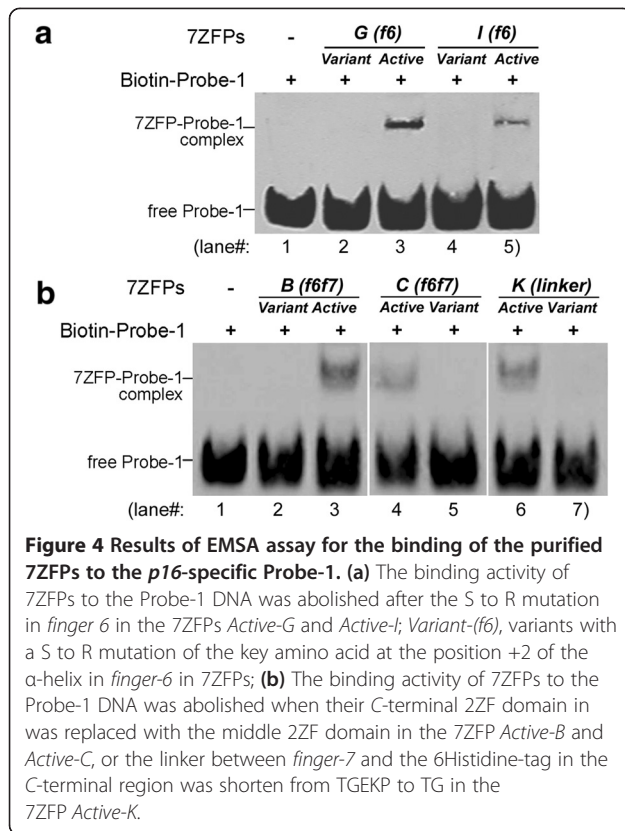 a
7ZFPs - G (f6) I (f6)
Variant Active Variant Active
Biotin-Probe-1 + + + + +
7ZFP-Probe-1
complex
free Probe-1
(lane#: 1 2 3 4 5)
b
7ZFPs - B (f6f7) C (f6f7) K (linker)
Variant Active Active Variant Active Variant
Biotin-Probe-1 + + + + + + +
7ZFP-Probe-1
complex
free Probe-1
(lane#: 1 2 3 4 5 6 7)
Figure 4 Results of EMSA assay for the binding of the purified
7ZFPs to the p16-specific Probe-1. (a) The binding activity of
7ZFPs to the Probe-1 DNA was abolished after the S to R mutation
in finger 6 in the 7ZFPs Active-G and Active-I; Variant-(f6), variants with
a S to R mutation of the key amino acid at the position +2 of the
α-helix in finger-6 in 7ZFPs; (b) The binding activity of 7ZFPs to the
Probe-1 DNA was abolished when their C-terminal 2ZF domain in
was replaced with the middle 2ZF domain in the 7ZFP Active-B and
Active-C, or the linker between finger-7 and the 6Histidine-tag in the
C-terminal region was shorten from TGEKP to TG in the
7ZFP Active-K.